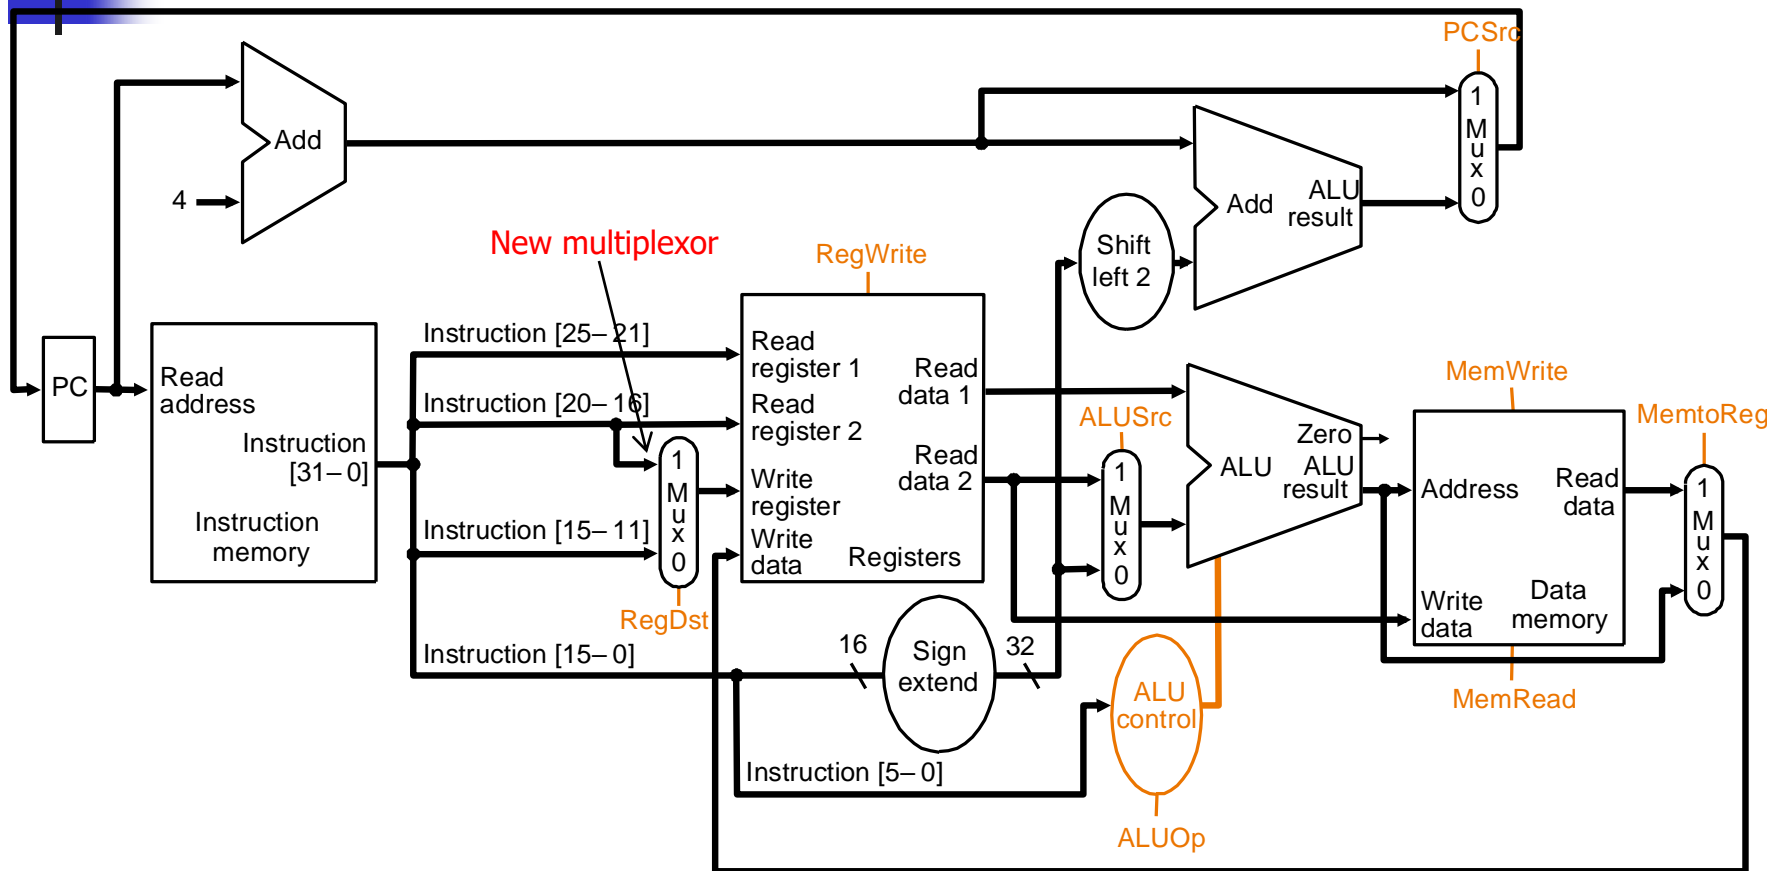 PCSrc
1
M
u
x
0
Add
4
Add
ALU
result
Shift
left 2
New multiplexor
RegWrite
PC
Read
address
Instruction
[31–0]
Instruction
memory
Instruction [25–21]
Instruction [20–16]
Instruction [15–11]
Instruction [15–0]
1
M
u
x
0
RegDst
Read
register 1
Read
register 2
Write
register
Write
data
Read
data 1
Read
data 2
Registers
16
Sign
extend
32
Instruction [5–0]
ALUSrc
1
M
u
x
0
Zero
ALU
ALU
result
ALU
control
ALUOp
MemWrite
Address
Read
data
Write
data
Data
memory
MemRead
MemtoReg
1
M
u
x
0